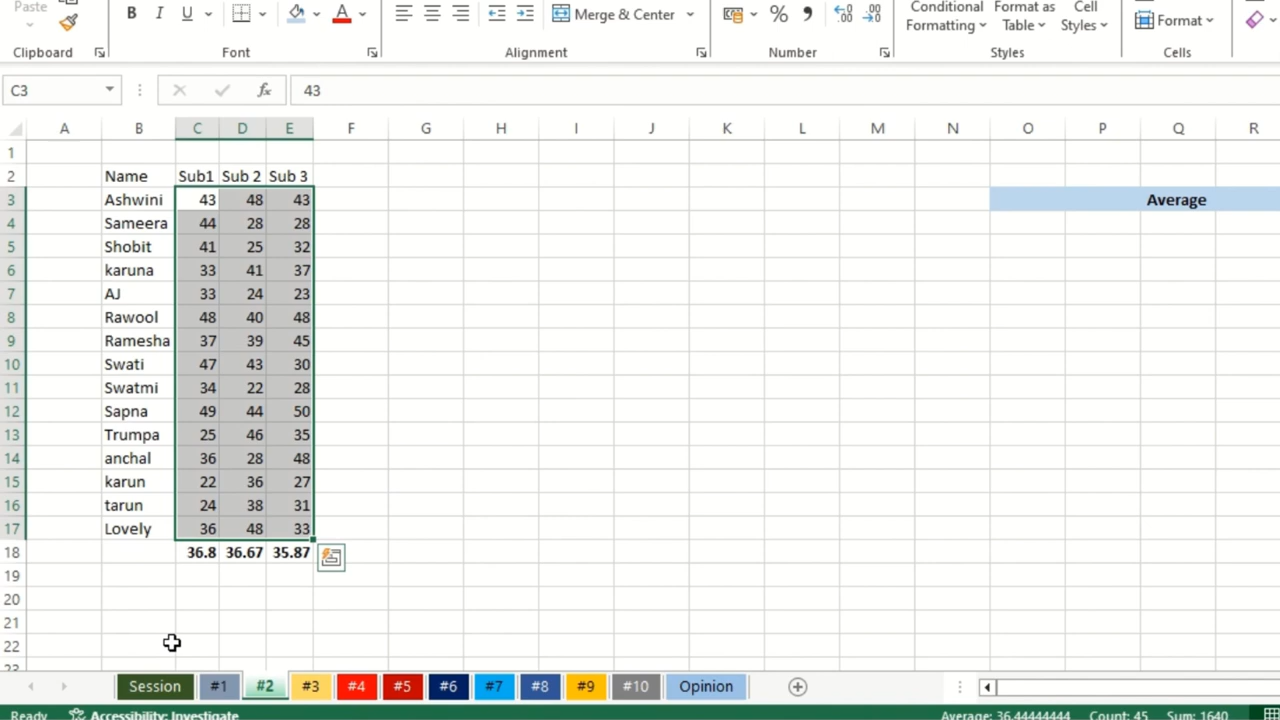 Paste
B I U A Merge & Center % , Conditional Formatting Format as Table Cell Styles Format
Clipboard Font Alignment Number Styles Cells
C3 fx 43
A B C D E F G H I J K L M N O P Q R
1
2 Name Sub1 Sub 2 Sub 3
3 Ashwini 43 48 43 Average
4 Sameera 44 28 28
5 Shobit 41 25 32
6 karuna 33 41 37
7 AJ 33 24 23
8 Rawool 48 40 48
9 Ramesha 37 39 45
10 Swati 47 43 30
11 Swatmi 34 22 28
12 Sapna 49 44 50
13 Trumpa 25 46 35
14 anchal 36 28 48
15 karun 22 36 27
16 tarun 24 38 31
17 Lovely 36 48 33
18 36.8 36.67 35.87
19
20
21
22
23
Session #1 #2 #3 #4 #5 #6 #7 #8 #9 #10 Opinion
Ready Accessibility: Investigate Average: 36.44444444 Count: 45 Sum: 1640